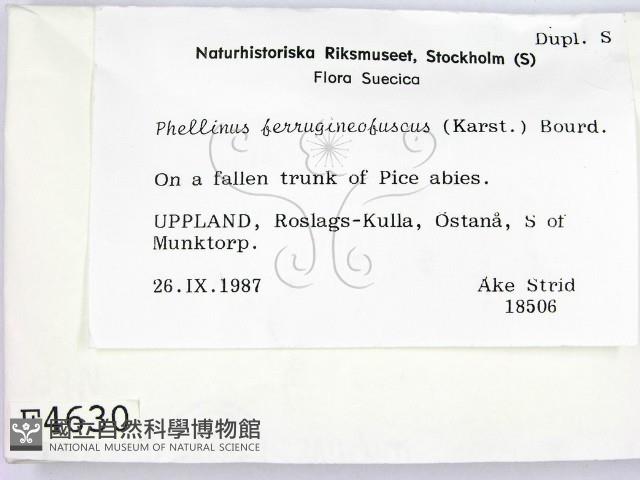 Dupl. S
Naturhistoriska Riksmuseet, Stockholm (S)
Flora Suecica
Phellinus ferrugineofuscus (Karst.) Bourd.
On a fallen trunk of Pice abies.
UPPLAND, Roslags-Kulla, Östanå, S of
Munktorp.
26.IX.1987 Åke Strid
18506
F4630
國立自然科學博物館
NATIONAL MUSEUM OF NATURAL SCIENCE